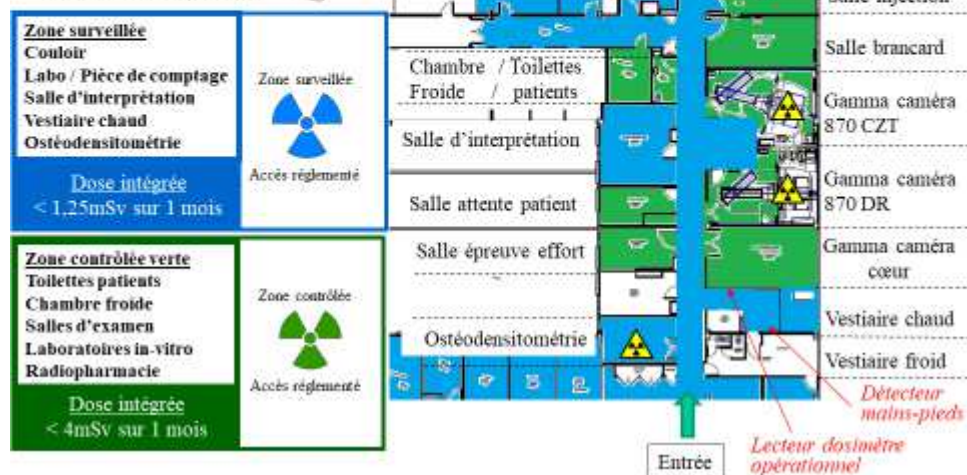 Zone surveillée
Couloir
Labo / Pièce de comptage
Salle d'interprétation
Vestiaire chaud
Ostéodensitométrie
Dose intégrée
< 1,25mSv sur 1 mois
Zone surveillée
Accès réglementé
Zone contrôlée verte
Toilettes patients
Chambre froide
Salles d'examen
Laboratoires in-vitro
Radiopharmacie
Dose intégrée
< 4mSv sur 1 mois
Zone contrôlée
Accès réglementé
Chambre / Toilettes
Froide / patients
Salle d'interprétation
Salle attente patient
Salle épreuve effort
Ostéodensitométrie
Salle injection
Salle brancard
Gamma caméra
870 CZT
Gamma caméra
870 DR
Gamma caméra
cœur
Vestiaire chaud
Vestiaire froid
Détecteur
mains-pieds
Lecteur dosimètre
opérationnel
Entrée